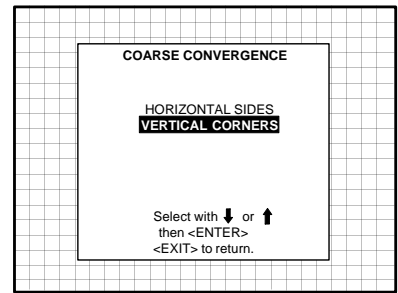 COARSE CONVERGENCE
HORIZONTAL SIDES
VERTICAL CORNERS
Select with ⬇ or ⬆
then <ENTER>
<EXIT> to return.